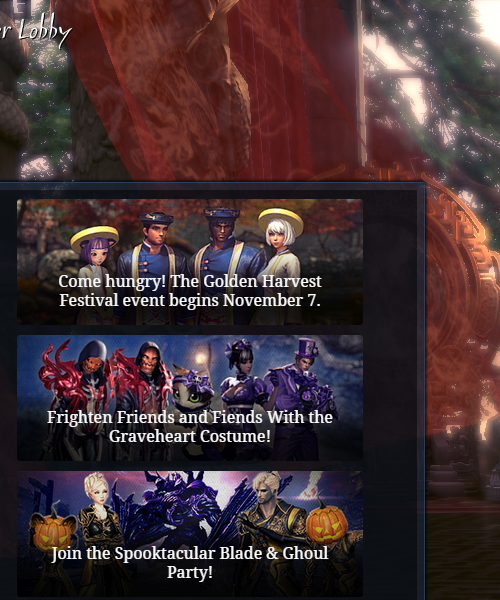 Lobby
Come hungry! The Golden Harvest
Festival event begins November 7.
Frighten Friends and Fiends With the
Graveheart Costume!
Join the Spooktacular Blade & Ghoul
Party!